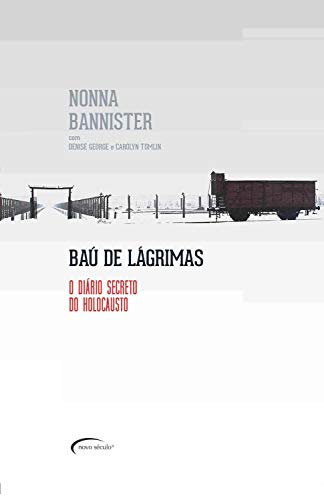 NONNA
BANNISTER
com
DENISE GEORGE e CAROLYN TOMLIN
BAÚ DE LÁGRIMAS
O DIÁRIO SECRETO
DO HOLOCAUSTO
novo século®